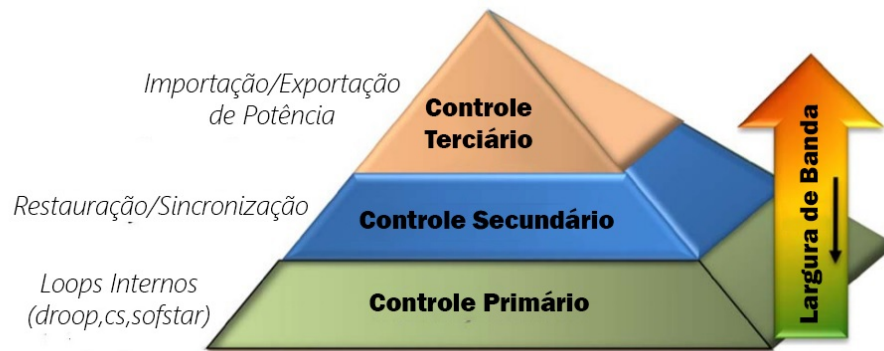 Importação/Exportação
de Potência
Controle
Terciário
Restauração/Sincronização
Controle Secundário
Loops Internos
(droop,cs,sofstar)
Controle Primário
Largura de Banda